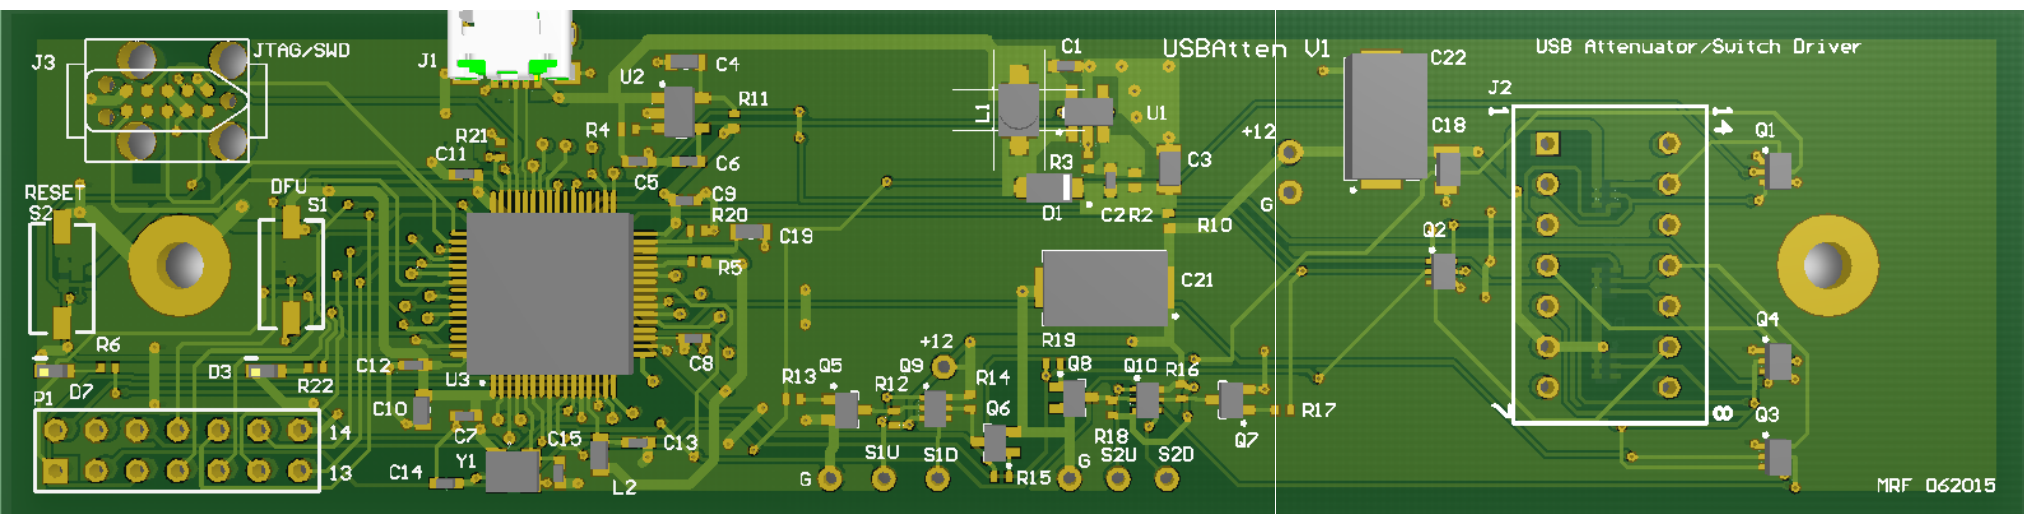 J3
JTAG/SWD
J1
U2
C4
R11
C1
USBAtten V1
USB Attenuator/Switch Driver
C22
J2
L1
U1
1
14
R21
R4
+12
C18
Q1
C11
C5
C6
R3
C3
RESET
S2
DFU
S1
C9
R20
C19
D1
C2
R2
G
R10
Q2
R5
C21
R6
D7
D3
R22
C12
U3
C8
+12
R19
Q4
P1
14
13
C10
C7
C15
C13
R13
Q5
R12
Q9
R14
Q6
Q8
Q10
R16
R17
Q7
7
8
Q3
C14
Y1
L2
G
S1U
S1D
R15
G
R18
S2U
S2D
MRF 062015